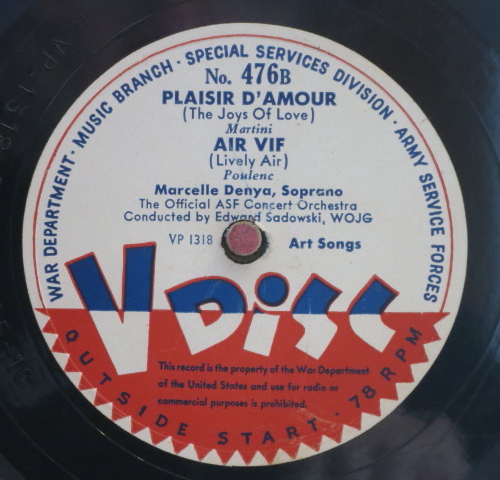 WAR DEPARTMENT · MUSIC BRANCH · SPECIAL SERVICES DIVISION · ARMY SERVICE FORCES
No. 476B
PLAISIR D'AMOUR
(The Joys Of Love)
Martini
AIR VIF
(Lively Air)
Poulenc
Marcelle Denya, Soprano
The Official ASF Concert Orchestra
Conducted by Edward Sadowski, WOJG
VP 1318 Art Songs
V DiSC
This record is the property of the War Department
of the United States and use for radio or
commercial purposes is prohibited.
OUTSIDE START · 78 RPM